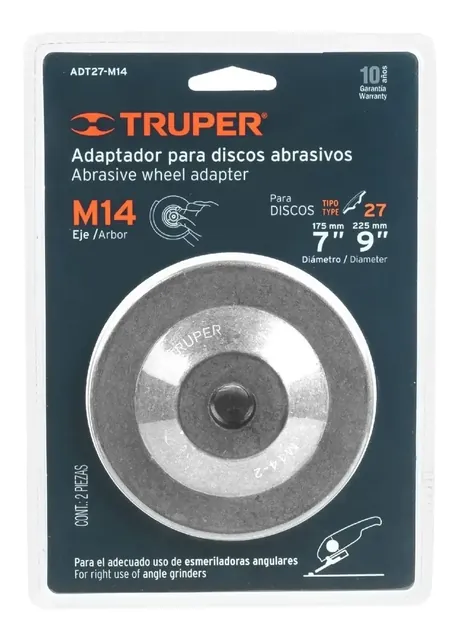 ADT27-M14
10 años
Garantía
Warranty
TRUPER®
Adaptador para discos abrasivos
Abrasive wheel adapter
M14
Eje /Arbor
Para
DISCOS
TIPO
TYPE
27
175 mm 225 mm
7” 9”
Diámetro / Diameter
TRUPER
M14-2
CONT.: 2 PIEZAS
Para el adecuado uso de esmeriladoras angulares
For right use of angle grinders